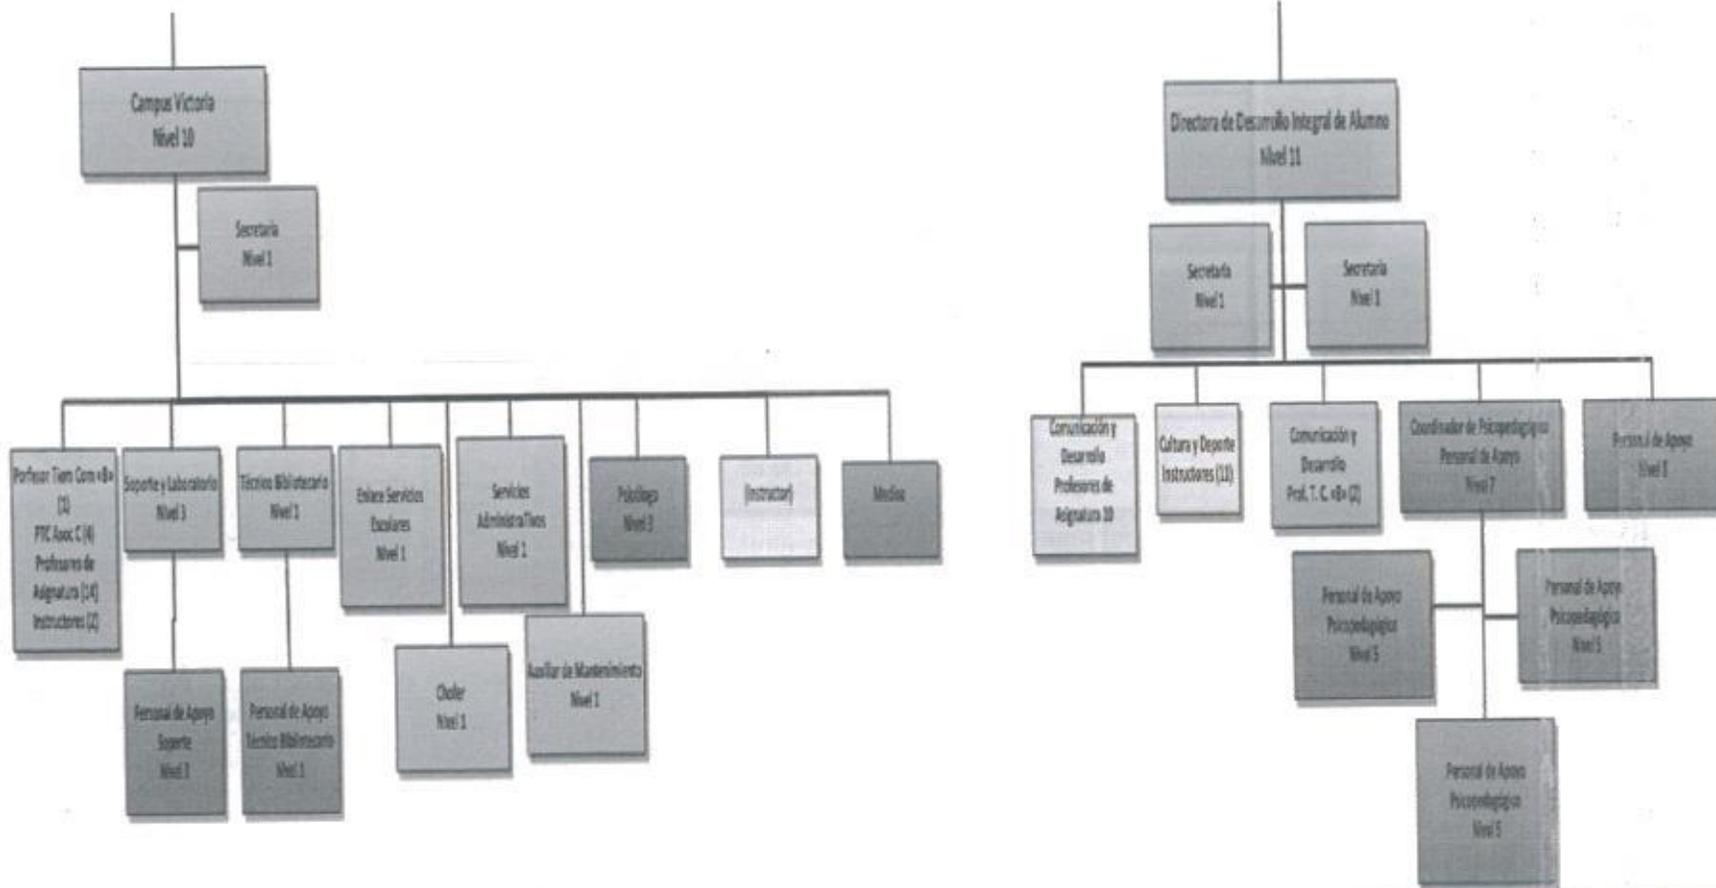 Campus Victoria
Nivel 10
Secretaria
Nivel 1
Porfesor Tiem Com «B»
(1)
PTC Asoc C (4)
Profesores de
Asignatura (14)
Instructores (2)
Soporte y Laboratorio
Nivel 3
Técnico Bibliotecario
Nivel 1
Enlace Servicios
Escolares
Nivel 1
Servicios
AdministraTivos
Nivel 1
Psicóloga
Nivel 3
(Instructor)
Medico
Personal de Apoyo
Soporte
Nivel 3
Personal de Apoyo
Técnico Bibliotecario
Nivel 1
Chofer
Nivel 1
Auxiliar de Mantenimiento
Nivel 1
Directora de Desarrollo Integral de Alumno
Nivel 11
Secretaria
Nivel 1
Secretaria
Nivel 1
Comunicación y
Desarrollo
Profesores de
Asignatura 10
Cultura y Deporte
Instructores
Comunicación y
Desarrollo
Prof. T. C. «B» (2)
Coordinador de Psicopedagógico
Personal de Apoyo
Nivel 7
Personal de Apoyo
Nivel
Personal de Apoyo
Psicopedagógico
Nivel 5
Personal de Apoyo
Psicopedagógico
Nivel 5
Personal de Apoyo
Psicopedagógico
Nivel 5